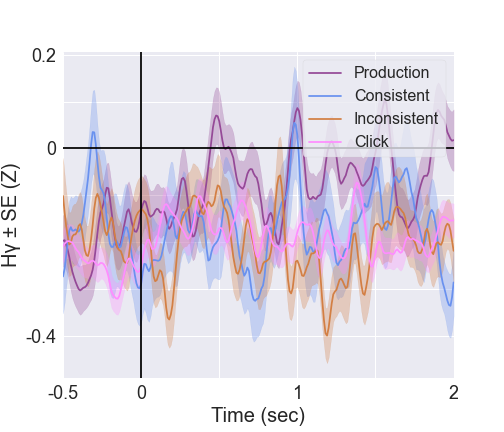 0.2
Production
Consistent
Inconsistent
Click
0
-0.4
Hγ ± SE (Z)
-0.5
0
1
2
Time (sec)